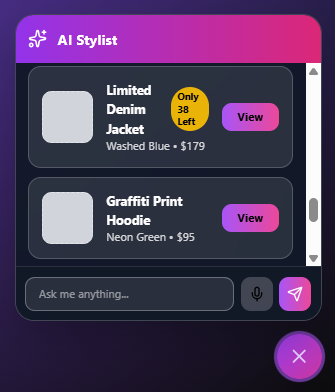 AI Stylist
Limited
Denim
Jacket
Only
38
Left
View
Washed Blue • $179
Graffiti Print
Hoodie
View
Neon Green • $95
Ask me anything...